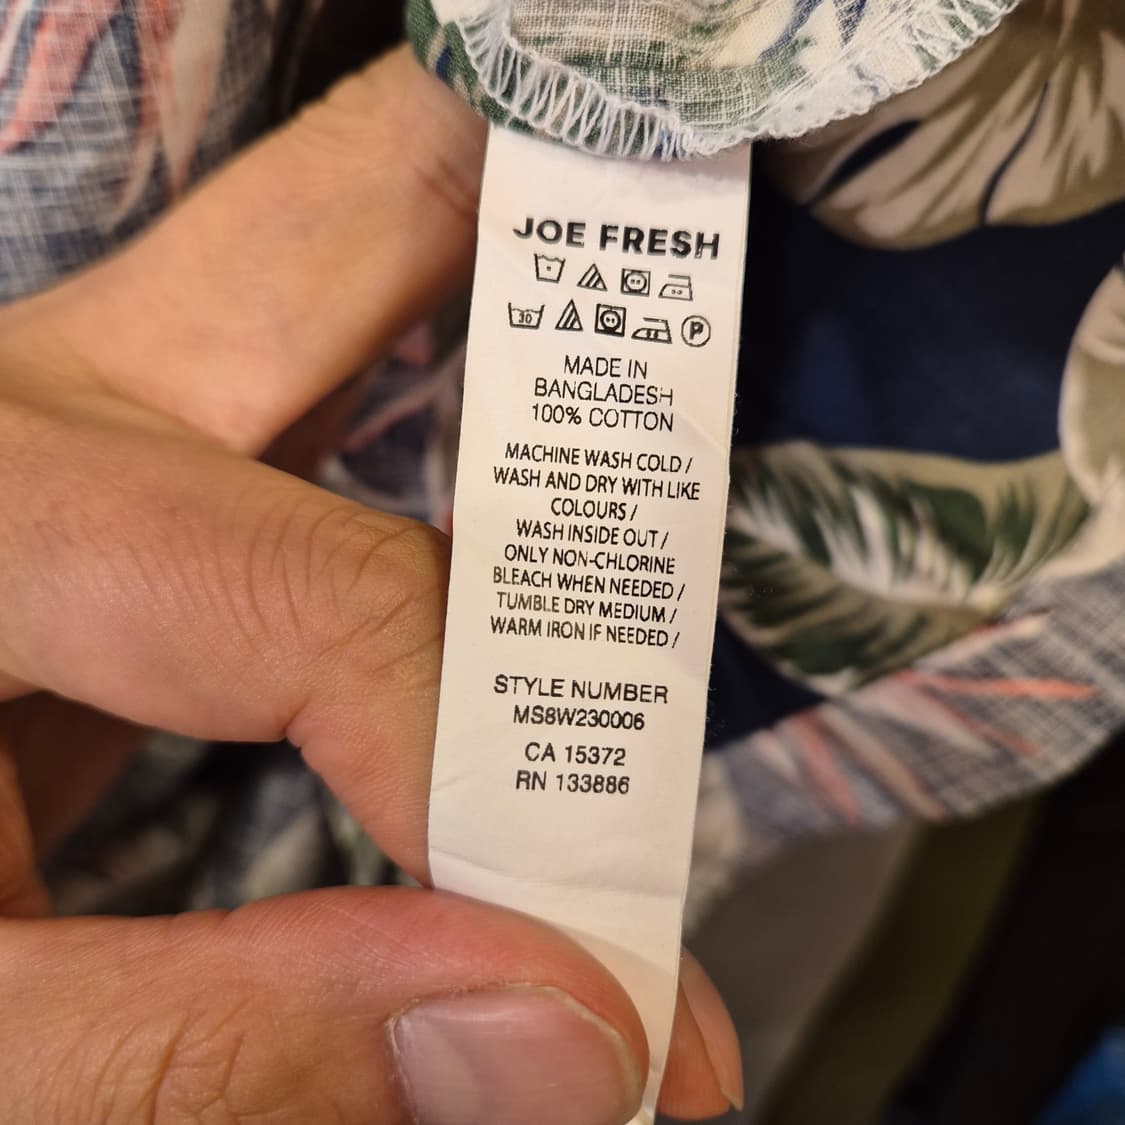 JOE FRESH
30
P
MADE IN
BANGLADESH
100% COTTON
MACHINE WASH COLD /
WASH AND DRY WITH LIKE
COLOURS /
WASH INSIDE OUT /
ONLY NON-CHLORINE
BLEACH WHEN NEEDED /
TUMBLE DRY MEDIUM /
WARM IRON IF NEEDED /
STYLE NUMBER
MS8W230006
CA 15372
RN 133886